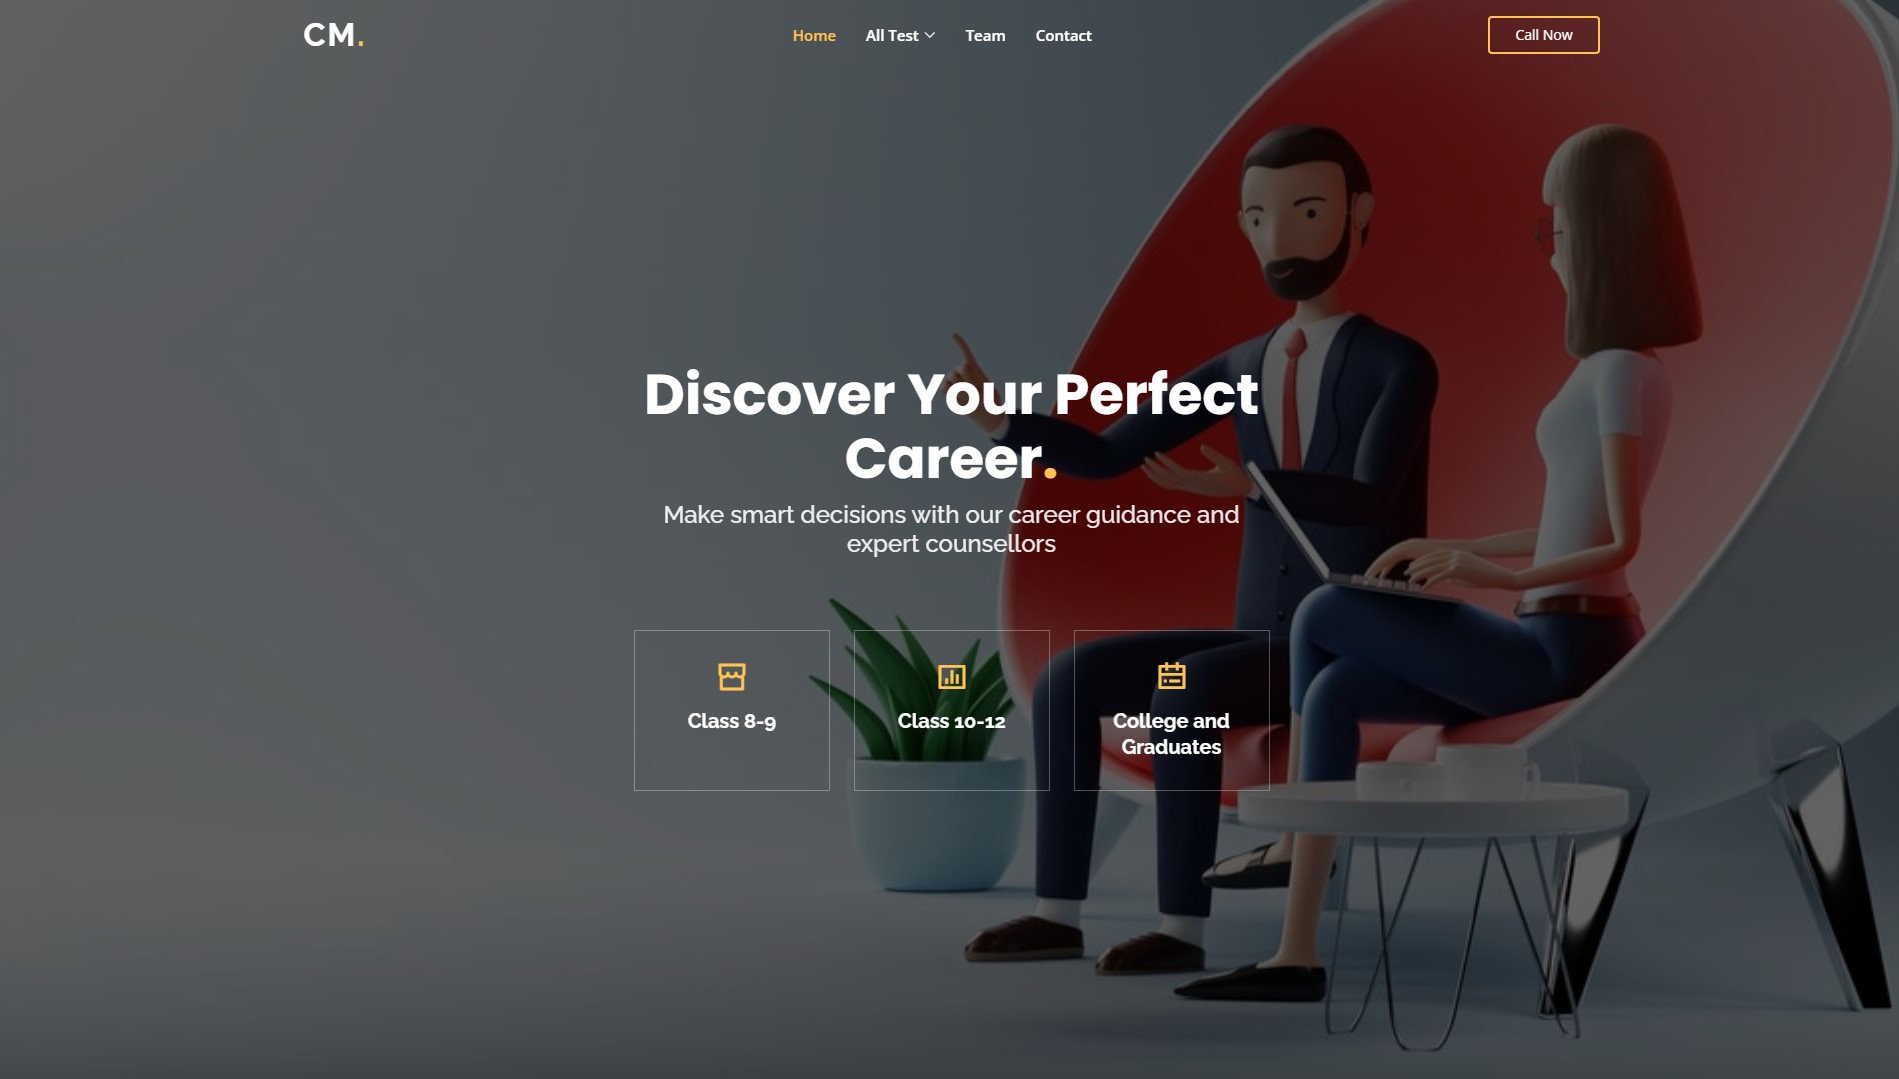 CM.
Home
All Test
Team
Contact
Call Now
Discover Your Perfect
Career.
Make smart decisions with our career guidance and
expert counsellors
Class 8-9
Class 10-12
College and
Graduates